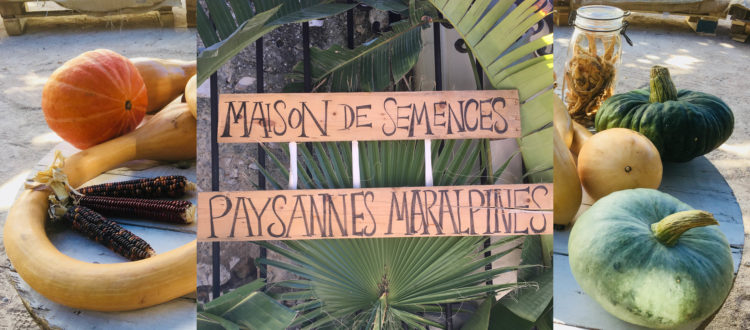 MAISON DE SEMENCES
PAYSANNES MARALPINES